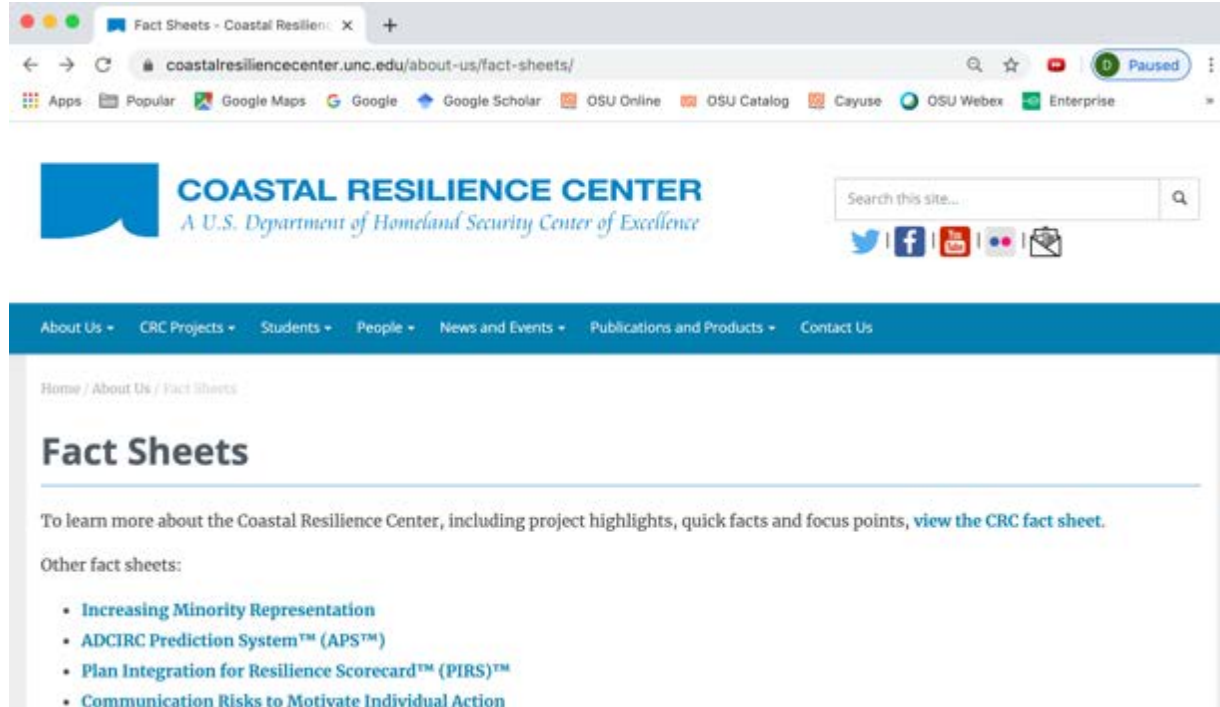 Fact Sheets - Coastal Resilienc
coastalresiliencecenter.unc.edu/about-us/fact-sheets/
D Paused
Apps Popular Google Maps Google Google Scholar OSU Online OSU Catalog Cayuse OSU Webex Enterprise »
COASTAL RESILIENCE CENTER
A U.S. Department of Homeland Security Center of Excellence
Search this site...
You Tube
About Us CRC Projects Students People News and Events Publications and Products Contact Us
Home / About Us / Fact Sheets
Fact Sheets
To learn more about the Coastal Resilience Center, including project highlights, quick facts and focus points, view the CRC fact sheet.
Other fact sheets:
• Increasing Minority Representation
• ADCIRC Prediction System™ (APS™)
• Plan Integration for Resilience Scorecard™ (PIRS)™
• Communication Risks to Motivate Individual Action